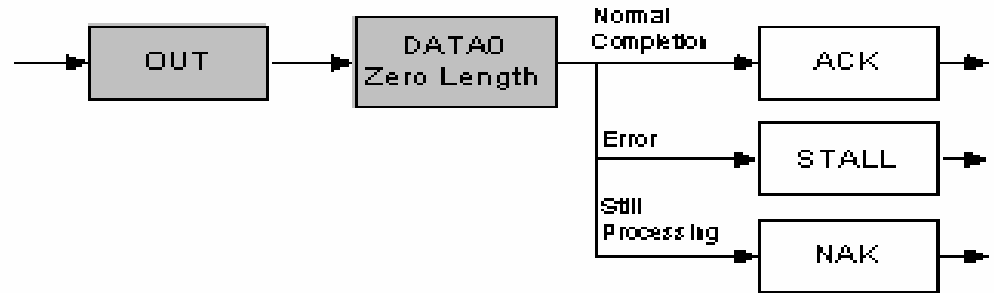 OUT
DATA0
Zero Length
Normal
Completion
ACK
Error
STALL
Still
Processing
NAK